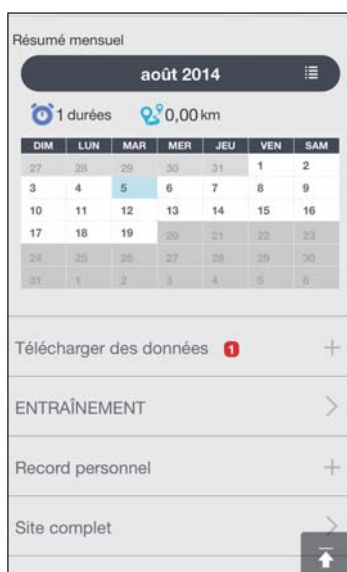 Résumé mensuel
août 2014
1 durées 0,00 km
DIM LUN MAR MER JEU VEN SAM
27 28 29 30 31 1 2
3 4 5 6 7 8 9
10 11 12 13 14 15 16
17 18 19 20 21 22 23
24 25 26 27 28 29 30
31 1 2 3 4 5 6
Télécharger des données 1
ENTRAÎNEMENT
Record personnel
Site complet